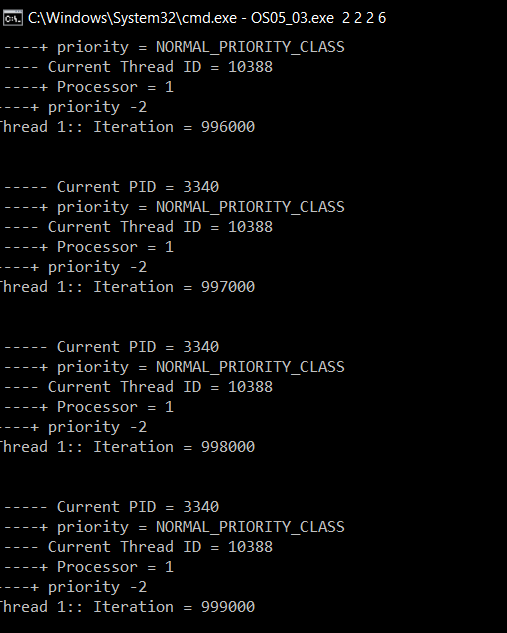 C:\Windows\System32\cmd.exe - OS05_03.exe 2 2 2 6
----+ priority = NORMAL_PRIORITY_CLASS
---- Current Thread ID = 10388
----+ Processor = 1
----+ priority -2
Thread 1:: Iteration = 996000
----- Current PID = 3340
----+ priority = NORMAL_PRIORITY_CLASS
---- Current Thread ID = 10388
----+ Processor = 1
----+ priority -2
Thread 1:: Iteration = 997000
----- Current PID = 3340
----+ priority = NORMAL_PRIORITY_CLASS
---- Current Thread ID = 10388
----+ Processor = 1
----+ priority -2
Thread 1:: Iteration = 998000
----- Current PID = 3340
----+ priority = NORMAL_PRIORITY_CLASS
---- Current Thread ID = 10388
----+ Processor = 1
----+ priority -2
Thread 1:: Iteration = 999000